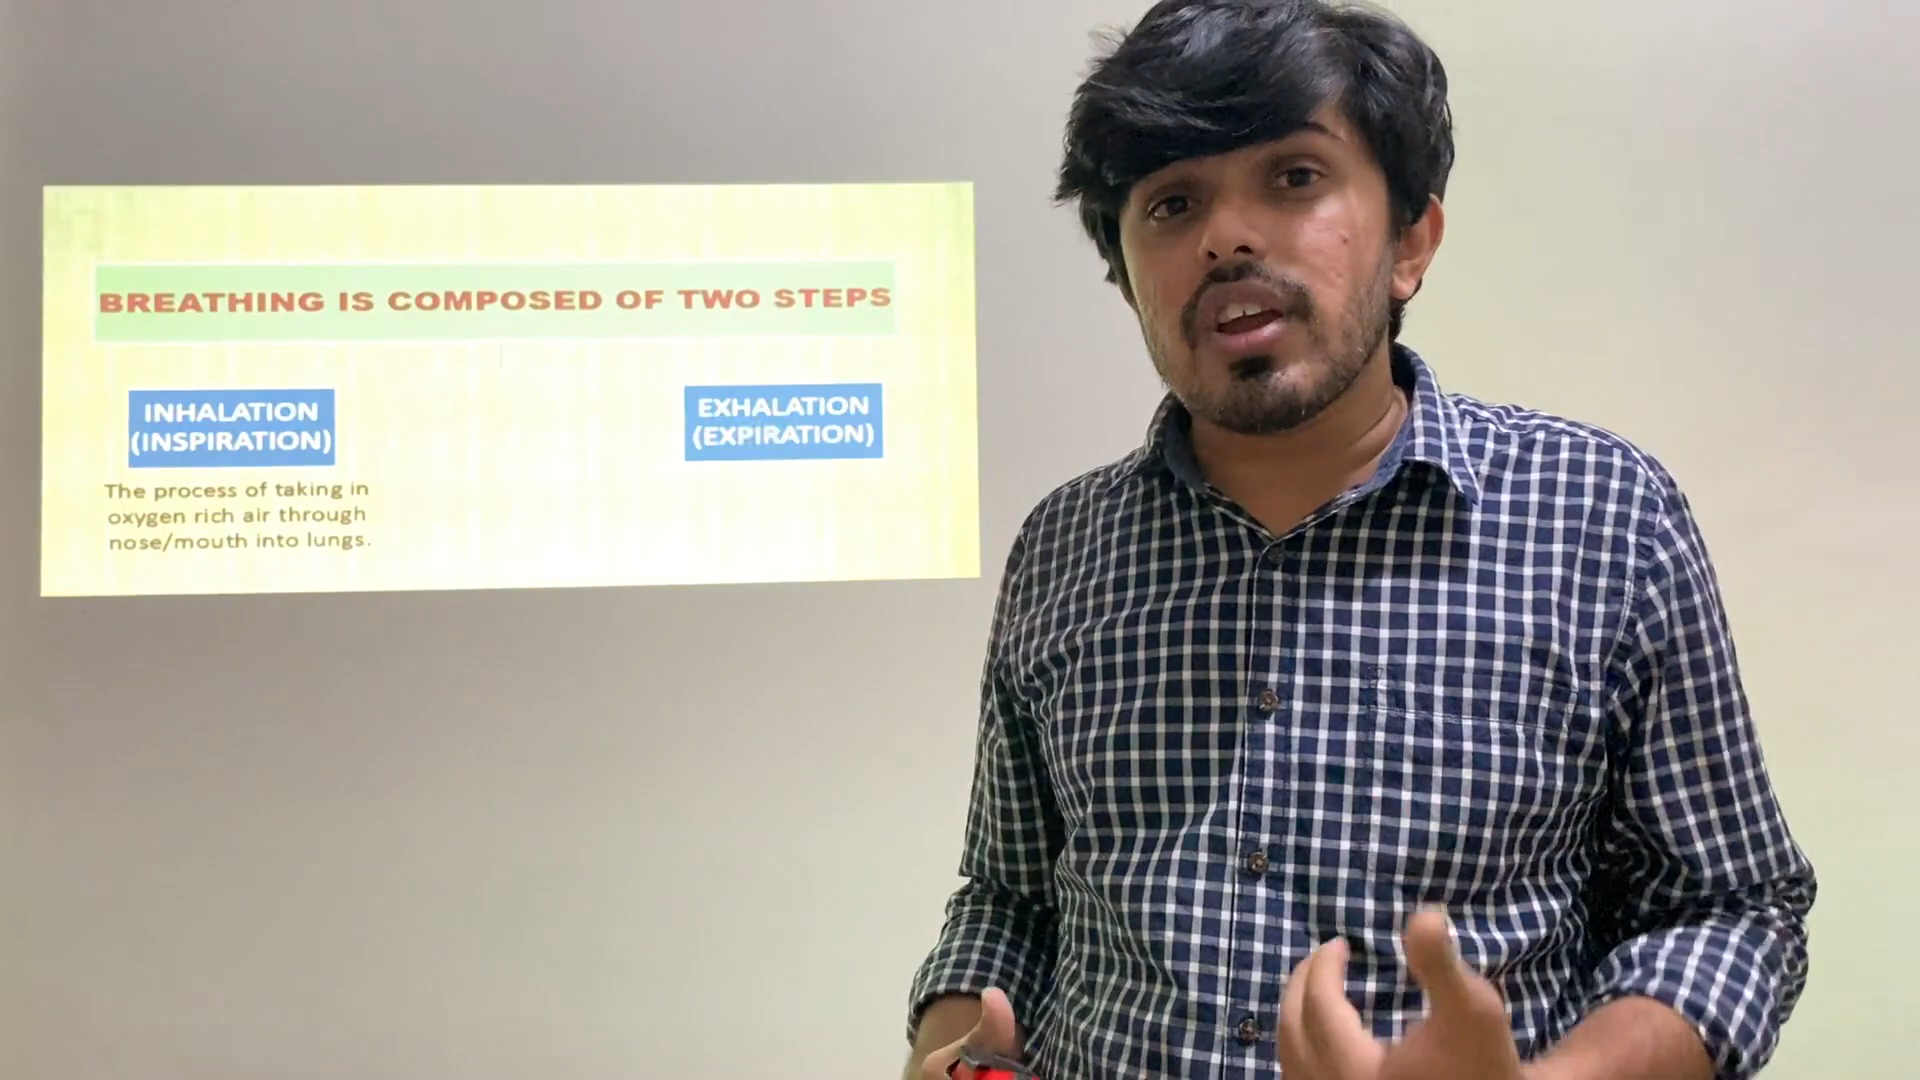 BREATHING IS COMPOSED OF TWO STEPS
INHALATION
(INSPIRATION)
The process of taking in
oxygen rich air through
nose/mouth into lungs.
EXHALATION
(EXPIRATION)